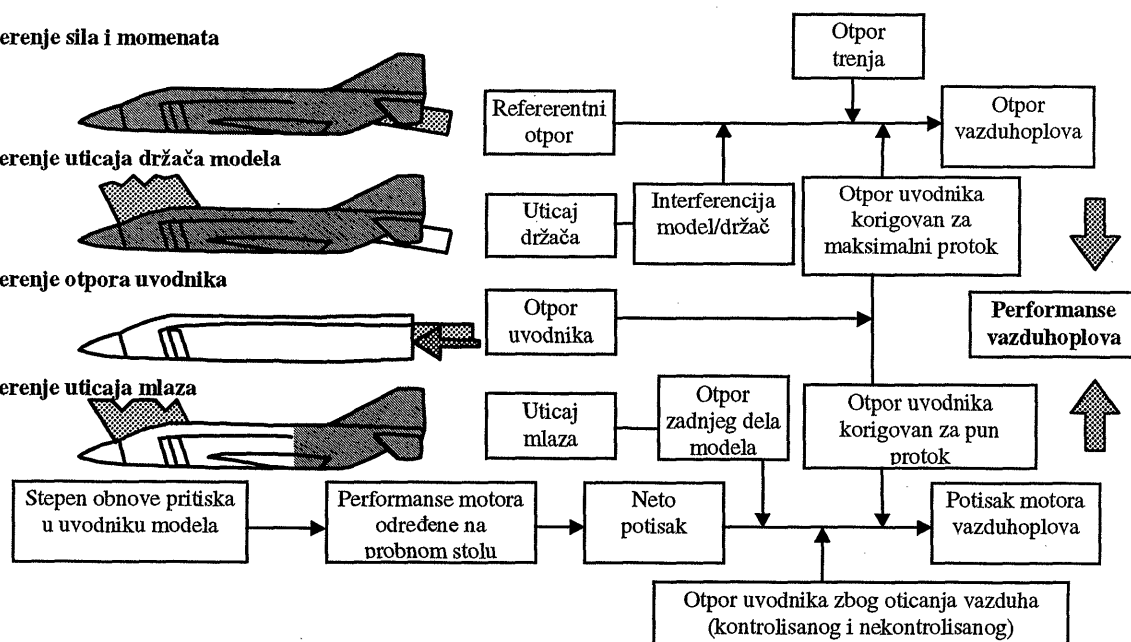 erenje sila i momenata
Otpor
trenja
Refererentni
otpor
Otpor
vazduhoplova
erenje uticaja držača modela
Uticaj
držača
Interferencija
model/držač
Otpor uvodnika
korigovan za
maksimalni protok
erenje otpora uvodnika
Otpor
uvodnika
Performanse
vazduhoplova
erenje uticaja mlaza
Uticaj
mlaza
Otpor
zadnjeg dela
modela
Otpor uvodnika
korigovan za pun
protok
Stepen obnove pritiska
u uvodniku modela
Performanse motora
određene na
probnom stolu
Neto
potisak
Potisak motora
vazduhoplova
Otpor uvodnika zbog oticanja vazduha
(kontrolisanog i nekontrolisanog)